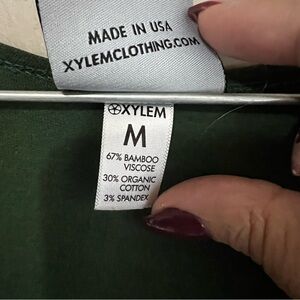 MADE IN USA
XYLEMCLOTHING.COM
XYLEM
M
67% BAMBOO
VISCOSE
30% ORGANIC
COTTON
3% SPANDEX